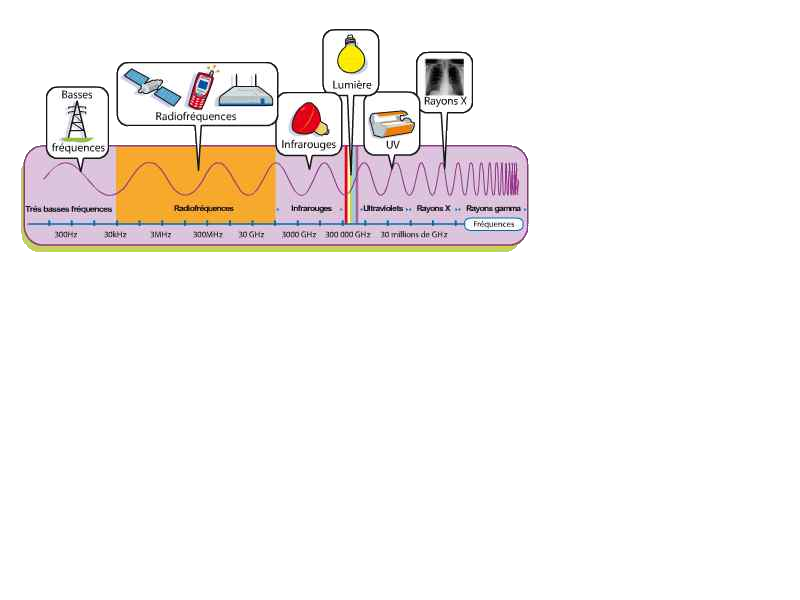 Lumière
Rayons X
Basses
fréquences
Radiofréquences
Infrarouges
UV
Trés basses fréquences
Radiofréquences
Infrarouges
Ultraviolets
Rayons X
Rayons gamma
Fréquences
300Hz 30kHz 3MHz 300MHz 30 GHz 3000 GHz 300 000 GHz 30 millions de GHz